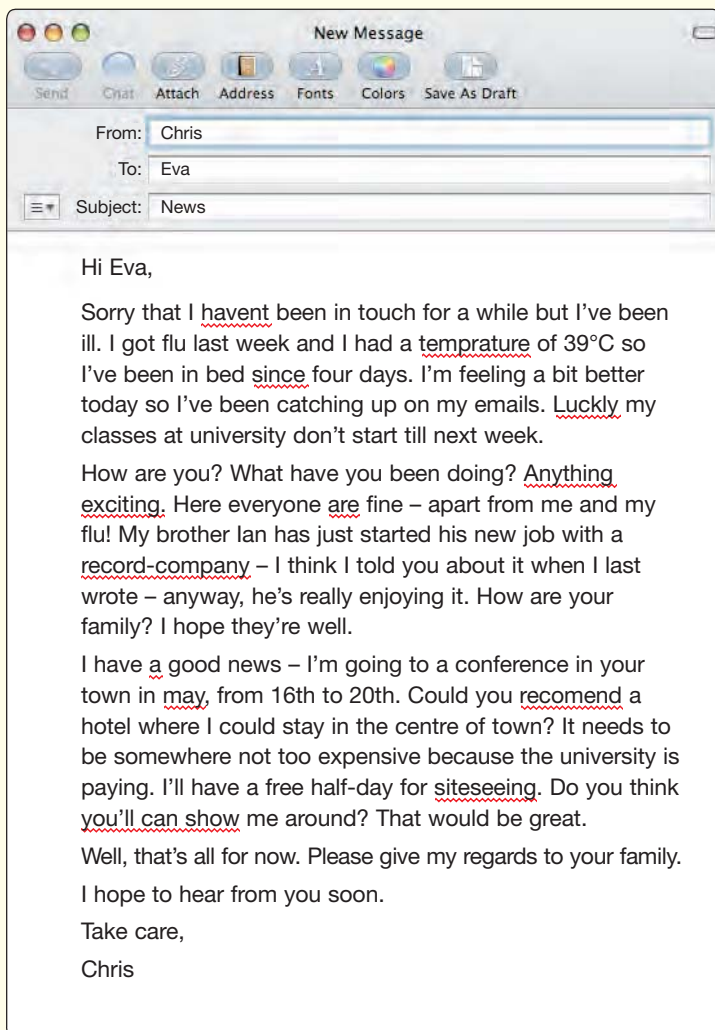 New Message
Send Chat Attach Address Fonts Colors Save As Draft
From: Chris
To: Eva
Subject: News
Hi Eva,
Sorry that I havent been in touch for a while but I've been
ill. I got flu last week and I had a temprature of 39°C so
I've been in bed since four days. I'm feeling a bit better
today so I've been catching up on my emails. Luckly my
classes at university don't start till next week.
How are you? What have you been doing? Anything
exciting. Here everyone are fine – apart from me and my
flu! My brother Ian has just started his new job with a
record-company – I think I told you about it when I last
wrote – anyway, he's really enjoying it. How are your
family? I hope they're well.
I have a good news – I'm going to a conference in your
town in may, from 16th to 20th. Could you recomend a
hotel where I could stay in the centre of town? It needs to
be somewhere not too expensive because the university is
paying. I'll have a free half-day for siteseeing. Do you think
you'll can show me around? That would be great.
Well, that's all for now. Please give my regards to your family.
I hope to hear from you soon.
Take care,
Chris